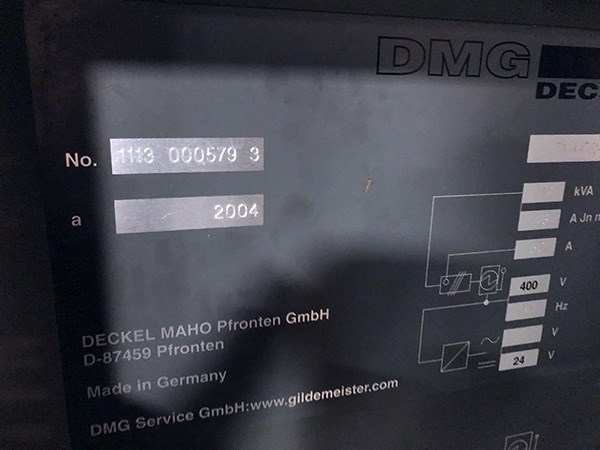 DMG
DEC
No. 1113 000579 3
a 2004
kVA
A Jn
A
400 V
Hz
V
24 V
DECKEL MAHO Pfronten GmbH
D-87459 Pfronten
Made in Germany
DMG Service GmbH:www.gildemeister.com